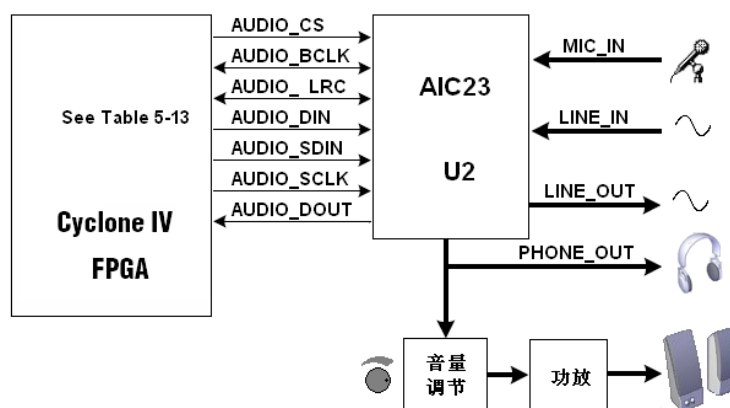 AUDIO_CS
AUDIO_BCLK
AUDIO_ LRC
AUDIO_DIN
AUDIO_SDIN
AUDIO_SCLK
AUDIO_DOUT
See Table 5-13
Cyclone IV
FPGA
AIC23
U2
MIC_IN
LINE_IN
LINE_OUT
PHONE_OUT
音量
调节
功放